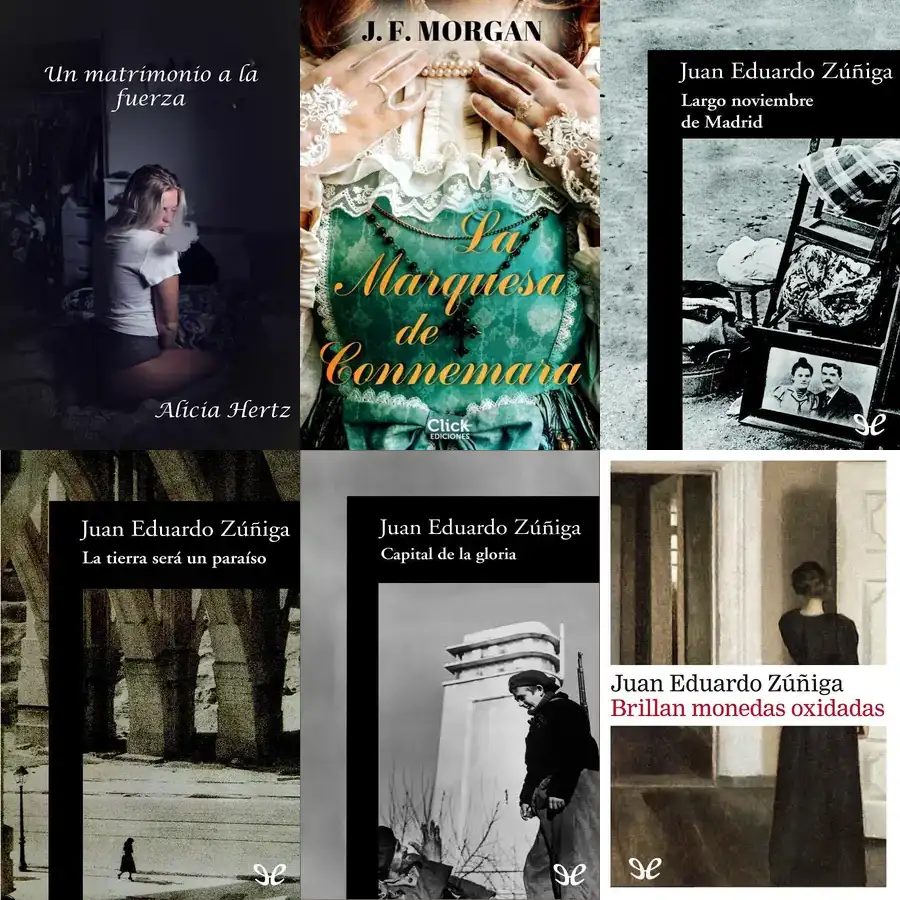 Un matrimonio a la
fuerza
Alicia Hertz
J. F. MORGAN
La
Marquesa
de
Connemara
Click
EDICIONES
Juan Eduardo Zúñiga
Largo noviembre
de Madrid
Juan Eduardo Zúñiga
La tierra será un paraíso
Juan Eduardo Zúñiga
Capital de la gloria
Juan Eduardo Zúñiga
Brillan monedas oxidadas